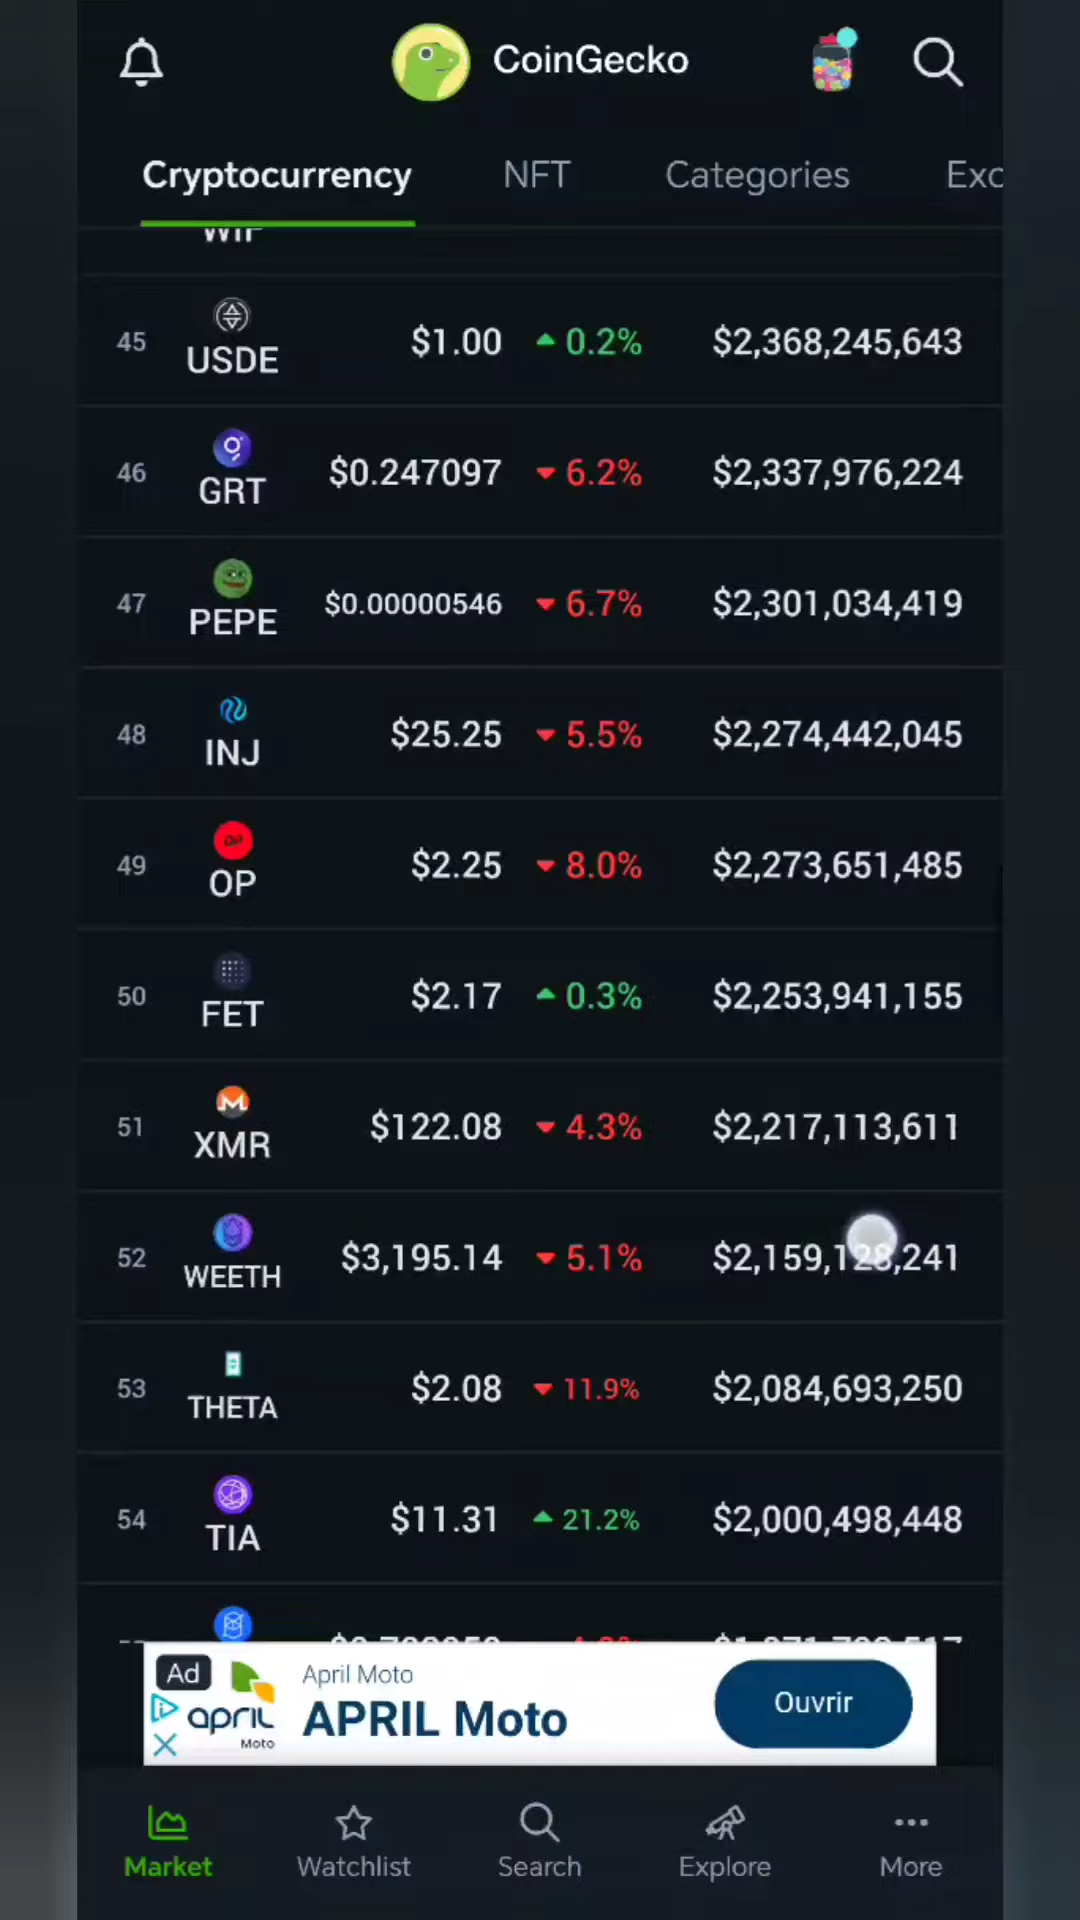 CoinGecko
Cryptocurrency NFT Categories Exc
WIF
45 USDE $1.00 0.2% $2,368,245,643
46 GRT $0.247097 6.2% $2,337,976,224
47 PEPE $0.00000546 6.7% $2,301,034,419
48 INJ $25.25 5.5% $2,274,442,045
49 OP $2.25 8.0% $2,273,651,485
50 FET $2.17 0.3% $2,253,941,155
51 XMR $122.08 4.3% $2,217,113,611
52 WEETH $3,195.14 5.1% $2,159,128,241
53 THETA $2.08 11.9% $2,084,693,250
54 TIA $11.31 21.2% $2,000,498,448
Ad
april
Moto
April Moto
APRIL Moto
Ouvrir
Market Watchlist Search Explore More